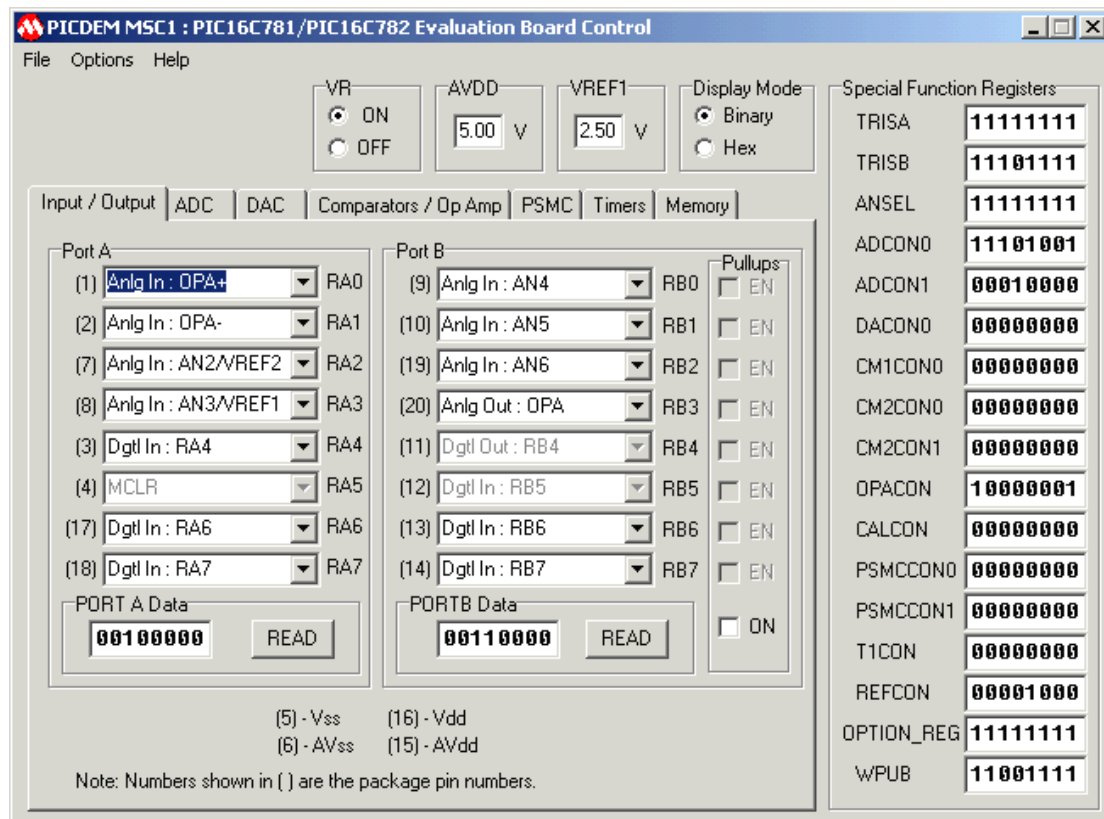 PICDEM MSC1 : PIC16C781/PIC16C782 Evaluation Board Control
File Options Help
VR
ON
OFF
AVDD
5.00 V
VREF1
2.50 V
Display Mode
Binary
Hex
Input / Output ADC DAC Comparators / Op Amp PSMC Timers Memory
Port A
(1) Anlg In : OPA+ RA0
(2) Anlg In : OPA- RA1
(7) Anlg In : AN2/VREF2 RA2
(8) Anlg In : AN3/VREF1 RA3
(3) Dgtl In : RA4 RA4
(4) MCLR RA5
(17) Dgtl In : RA6 RA6
(18) Dgtl In : RA7 RA7
PORT A Data
00100000 READ
Port B
(9) Anlg In : AN4 RB0
(10) Anlg In : AN5 RB1
(19) Anlg In : AN6 RB2
(20) Anlg Out : OPA RB3
(11) Dgtl Out : RB4 RB4
(12) Dgtl In : RB5 RB5
(13) Dgtl In : RB6 RB6
(14) Dgtl In : RB7 RB7
PORTB Data
00110000 READ
Pullups
EN
EN
EN
EN
EN
EN
EN
EN
ON
(5) - Vss (16) - Vdd
(6) - AVss (15) - AVdd
Note: Numbers shown in ( ) are the package pin numbers.
Special Function Registers
TRISA 11111111
TRISB 11101111
ANSEL 11111111
ADCON0 11101001
ADCON1 00010000
DACON0 00000000
CM1CON0 00000000
CM2CON0 00000000
CM2CON1 00000000
OPACON 10000001
CALCON 00000000
PSMCCON0 00000000
PSMCCON1 00000000
T1CON 00000000
REFCON 00001000
OPTION_REG 11111111
WPUB 11001111